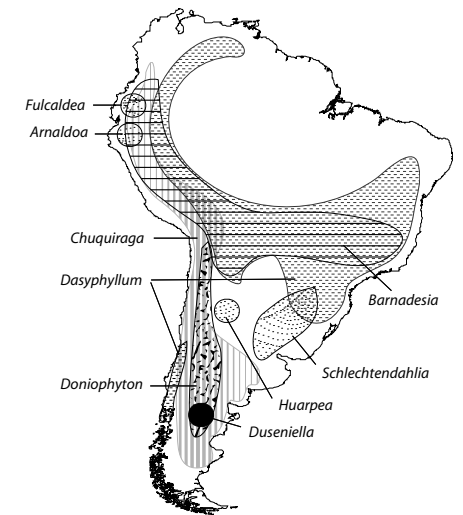 Fulcaldea
Arnaldoa
Chuquiraga
Dasyphyllum
Barnadesia
Schlechtendahlia
Doniophyton
Huarpea
Duseniella